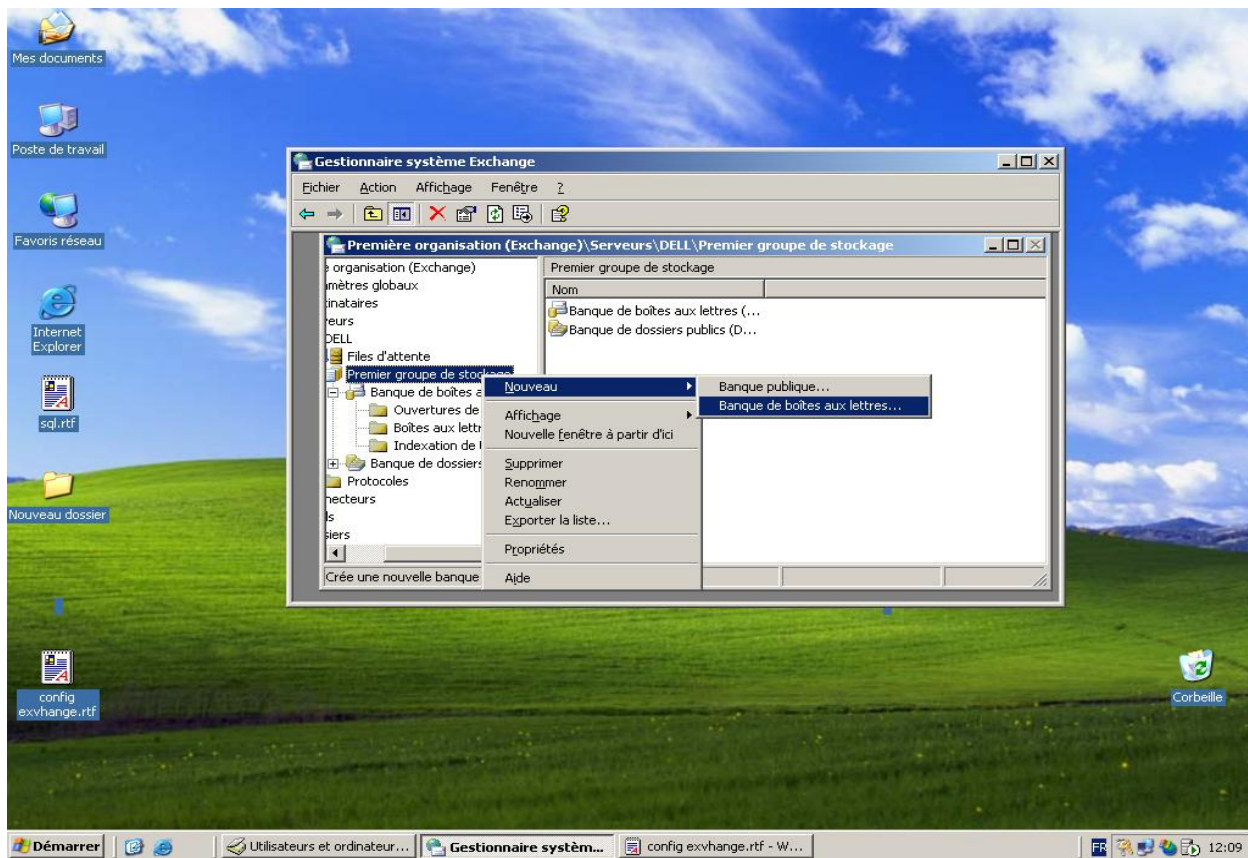 Mes documents
Poste de travail
Favoris réseau
Internet
Explorer
sql.rtf
Nouveau dossier
config
exvhange.rtf
Corbeille
Gestionnaire système Exchange
Eichier Action Affichage Fenêtre ?
Première organisation (Exchange)\Serveurs\DELL\Premier groupe de stockage
organisation (Exchange)
mètres globaux
inataires
eurs
DELL
Files d'attente
Premier groupe de stockage
Banque de boîtes a
Ouvertures de
Boîtes aux lettr
Indexation de
Banque de dossiers
Protocoles
necteurs
ls
siers
Premier groupe de stockage
Nom
Banque de boîtes aux lettres (...
Banque de dossiers publics (D...
Nouveau
Affichage
Nouvelle fenêtre à partir d'ici
Supprimer
Renommer
Actualiser
Exporter la liste...
Propriétés
Aide
Banque publique...
Banque de boîtes aux lettres...
Crée une nouvelle banque
Démarrer
Utilisateurs et ordinateur...
Gestionnaire systèm...
config exvhange.rtf - W...
FR
12:09